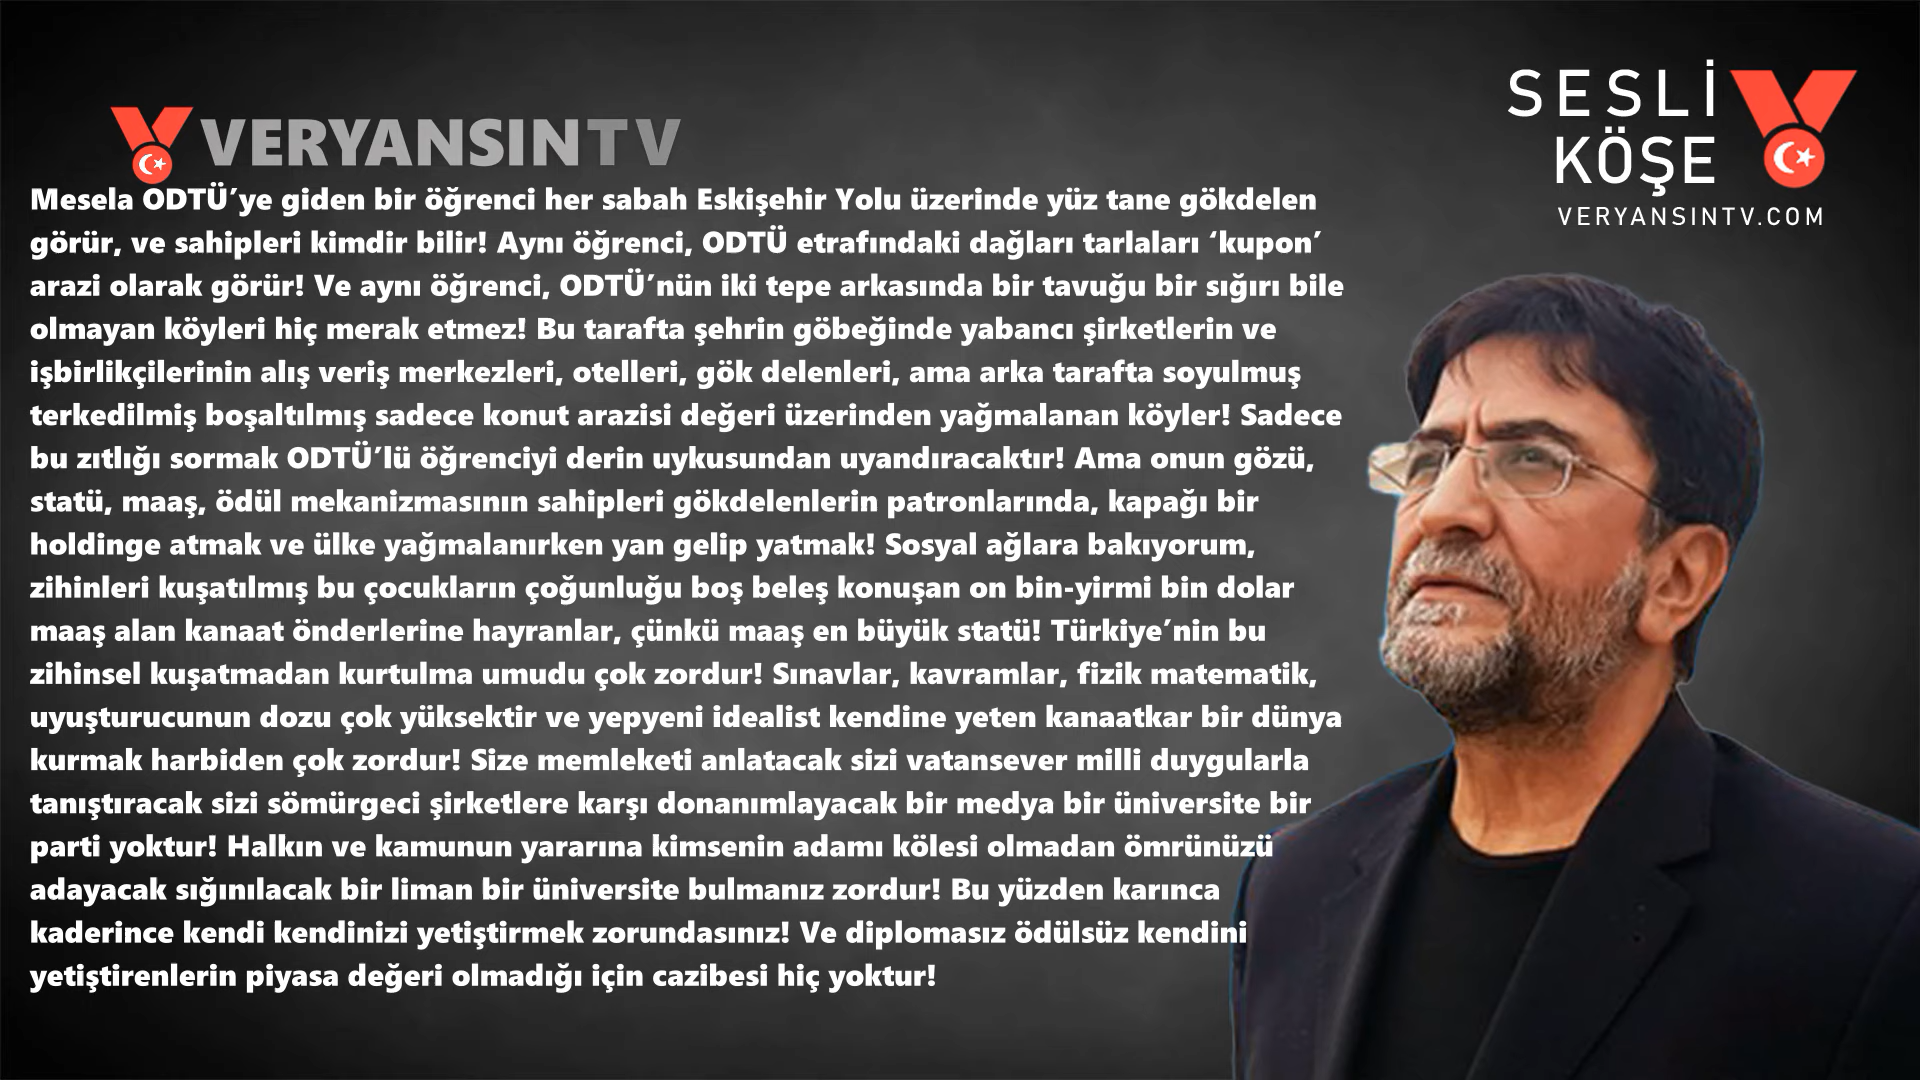 SESLİ
KÖŞE
VERYANSINTV.COM
VERYANSINTV
Mesela ODTÜ’ye giden bir öğrenci her sabah Eskişehir Yolu üzerinde yüz tane gökdelen
görür, ve sahipleri kimdir bilir! Aynı öğrenci, ODTÜ etrafındaki dağları tarlaları ‘kupon’
arazi olarak görür! Ve aynı öğrenci, ODTÜ’nün iki tepe arkasında bir tavuğu bir sığırı bile
olmayan köyleri hiç merak etmez! Bu tarafta şehrin göbeğinde yabancı şirketlerin ve
işbirlikçilerinin alış veriş merkezleri, otelleri, gök delenleri, ama arka tarafta soyulmuş
terkedilmiş boşaltılmış sadece konut arazisi değeri üzerinden yağmalanan köyler! Sadece
bu zıtlığı sormak ODTÜ’lü öğrenciyi derin uykusundan uyandıracaktır! Ama onun gözü,
statü, maaş, ödül mekanizmasının sahipleri gökdelenlerin patronlarında, kapağı bir
holdinge atmak ve ülke yağmalanırken yan gelip yatmak! Sosyal ağlara bakıyorum,
zihinleri kuşatılmış bu çocukların çoğunluğu boş beleş konuşan on bin-yirmi bin dolar
maaş alan kanaat önderlerine hayranlar, çünkü maaş en büyük statü! Türkiye’nin bu
zihinsel kuşatmadan kurtulma umudu çok zordur! Sınavlar, kavramlar, fizik matematik,
uyuşturucunun dozu çok yüksektir ve yepyeni idealist kendine yeten kanaatkar bir dünya
kurmak harbiden çok zordur! Size memleketi anlatacak sizi vatansever milli duygularla
tanıştıracak sizi sömürgeci şirketlere karşı donanımlayacak bir medya bir üniversite bir
parti yoktur! Halkın ve kamunun yararına kimsenin adamı kölesi olmadan ömrünüzü
adayacak sığınılacak bir liman bir üniversite bulmanız zordur! Bu yüzden karınca
kaderince kendi kendinizi yetiştirmek zorundasınız! Ve diplomasız ödülsüz kendini
yetiştirenlerin piyasa değeri olmadığı için cazibesi hiç yoktur!